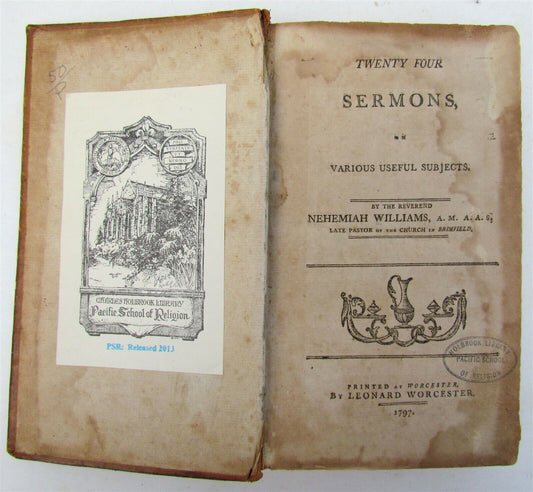 50/
CHARLES HOLBROOK LIBRARY
Pacific School of Religion
PSR: Released 2013
TWENTY FOUR
SERMONS,
ON
VARIOUS USEFUL SUBJECTS.
BY THE REVEREND
NEHEMIAH WILLIAMS, A. M. A. A. S;
LATE PASTOR OF THE CHURCH IN BRIMFIELD,
HOLBROOK LIBRARY
PACIFIC SCHOOL
OF RELIGION
PRINTED AT WORCESTER,
BY LEONARD WORCESTER.
1797.